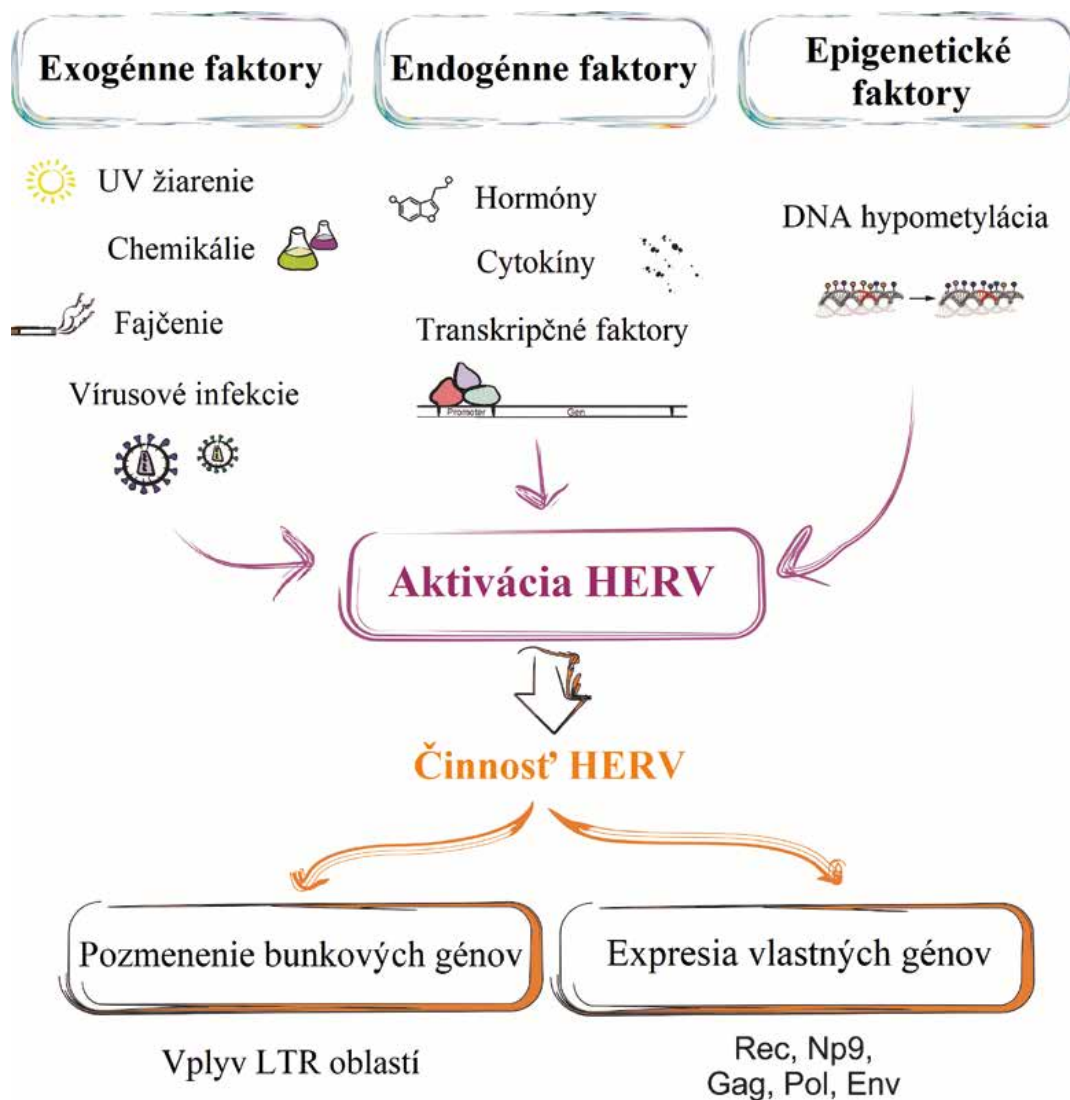 Exogénne faktory
Endogénne faktory
Epigenetické
faktory
UV žiarenie
Chemikálie
Fajčenie
Vírusové infekcie
Hormóny
Cytokíny
Transkripčné faktory
Promoter
Gen
DNA hypometylácia
Aktivácia HERV
Činnosť HERV
Pozmenenie bunkových génov
Vplyv LTR oblastí
Expresia vlastných génov
Rec, Np9,
Gag, Pol, Env